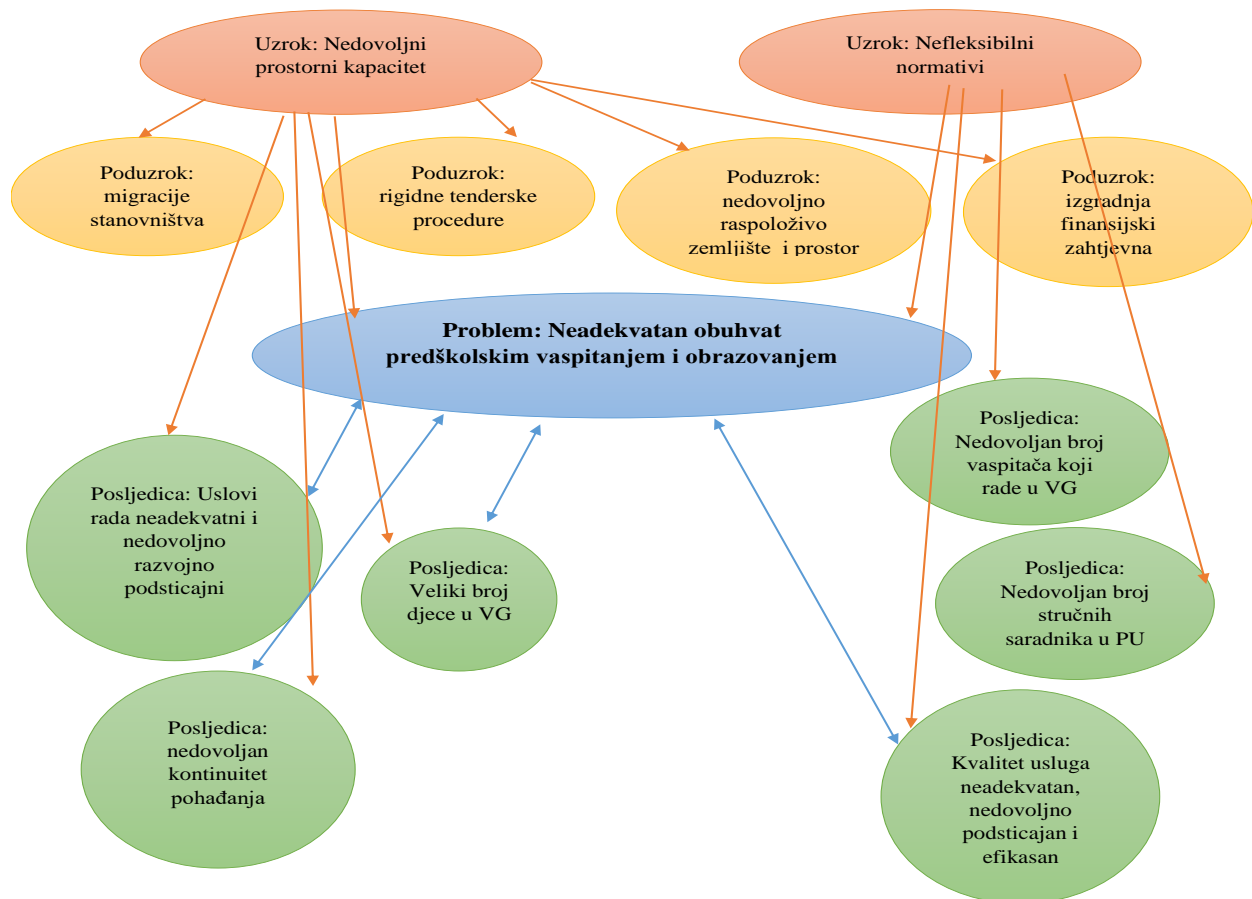 Uzrok: Nedovoljni
prostorni kapacitet
Uzrok: Nefleksibilni
normativi
Poduzrok:
migracije
stanovništva
Poduzrok:
rigidne tenderske
procedure
Poduzrok:
nedovoljno
raspoloživo
zemljište i prostor
Poduzrok:
izgradnja
finansijski
zahtjevna
Problem: Neadekvatan obuhvat
predškolskim vaspitanjem i obrazovanjem
Posljedica: Uslovi
rada neadekvatni i
nedovoljno
razvojno
podsticajni
Posljedica:
Veliki broj
djece u VG
Posljedica:
Nedovoljan broj
vaspitača koji
rade u VG
Posljedica:
Nedovoljan broj
stručnih
saradnika u PU
Posljedica:
nedovoljan
kontinuitet
pohađanja
Posljedica:
Kvalitet usluga
neadekvatan,
nedovoljno
podsticajan i
efikasan